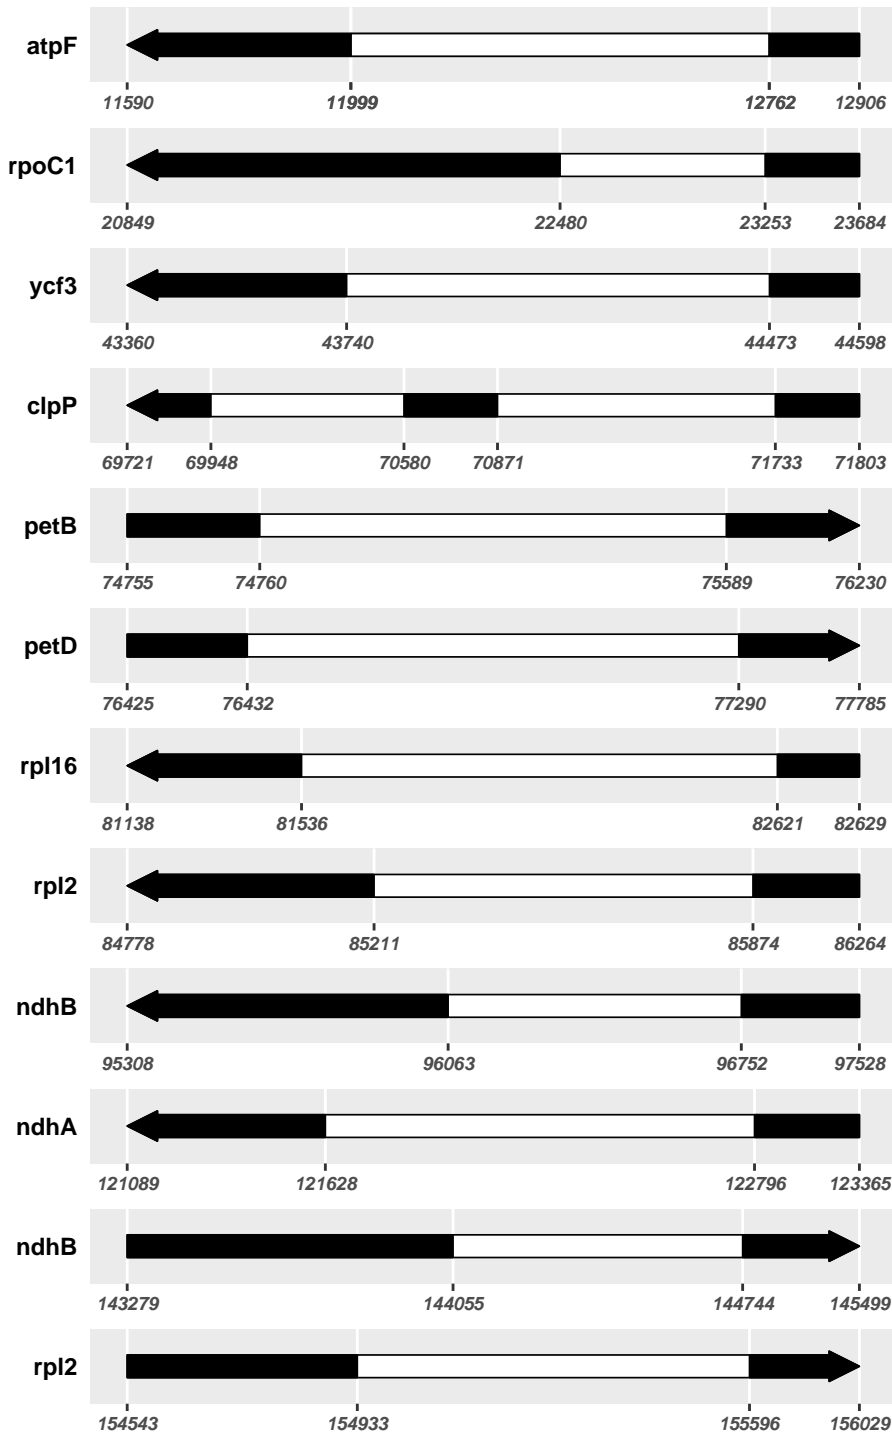 atpF
11590 11999 12762 12906
rpoC1
20849 22480 23253 23684
ycf3
43360 43740 44473 44598
clpP
69721 69948 70580 70871 71733 71803
petB
74755 74760 75589 76230
petD
76425 76432 77290 77785
rpl16
81138 81536 82621 82629
rpl2
84778 85211 85874 86264
ndhB
95308 96063 96752 97528
ndhA
121089 121628 122796 123365
ndhB
143279 144055 144744 145499
rpl2
154543 154933 155596 156029